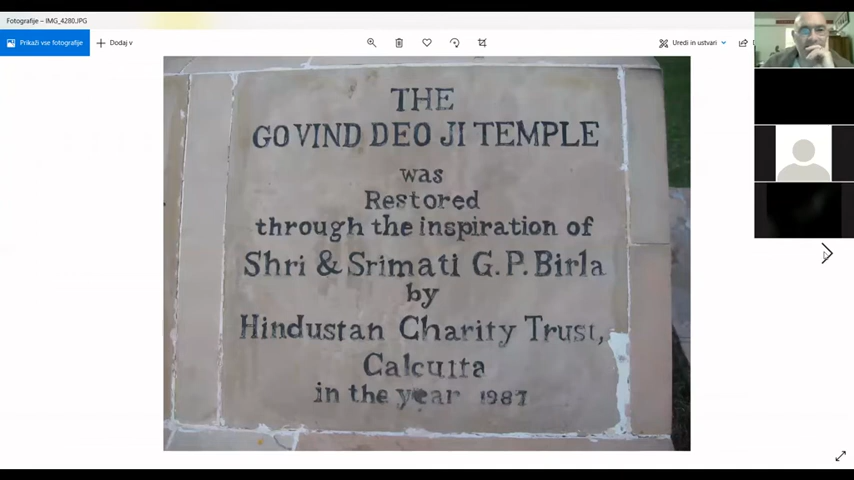 Fotografije – IMG_4280.JPG
Prikaži vse fotografije
Dodaj v
Uredi in ustvari
THE
GOVIND DEO JI TEMPLE
was
Restored
through the inspiration of
Shri & Srimati G.P. Birla
by
Hindustan Charity Trust,
Calcutta
in the year 1987